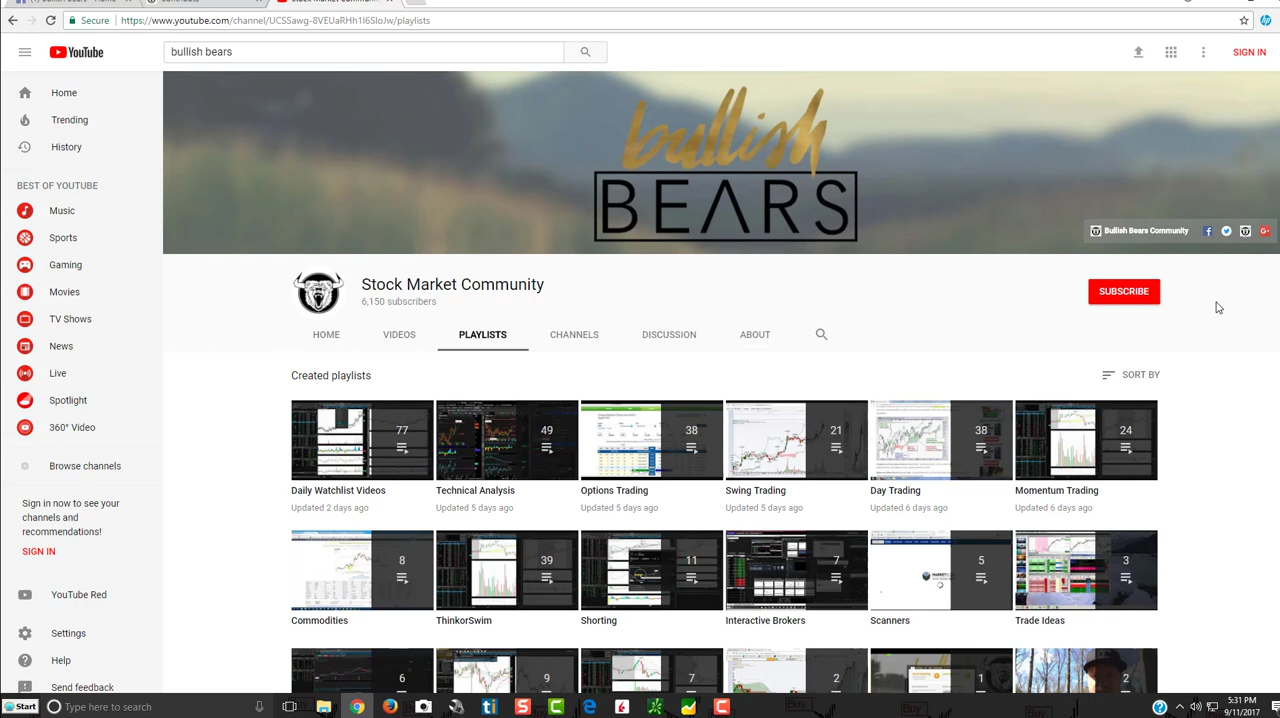 Secure
https://www.youtube.com/channel/UCSSawg-8VEUaRHh1I6SloJw/playlists
YouTube
bullish bears
SIGN IN
Home
Trending
History
BEST OF YOUTUBE
Music
Sports
Gaming
Movies
TV Shows
News
Live
Spotlight
360° Video
Browse channels
Sign in now to see your
channels and
recommendations!
SIGN IN
YouTube Red
Settings
Help
feedback
bullish
BEARS
Bullish Bears Community
Stock Market Community
6,150 subscribers
SUBSCRIBE
HOME VIDEOS PLAYLISTS CHANNELS DISCUSSION ABOUT
Created playlists
SORT BY
77 49 38 21 38 24
Daily Watchlist Videos Technical Analysis Options Trading Swing Trading Day Trading Momentum Trading
Updated 2 days ago Updated 5 days ago Updated 5 days ago Updated 5 days ago Updated 6 days ago Updated 6 days ago
8 39 11 7 5 3
Commodities ThinkorSwim Shorting Interactive Brokers Scanners Trade Ideas
6 9 7 2 1 2
Start
Type here to search
Buy
Buy
5:31 PM
9/11/2017